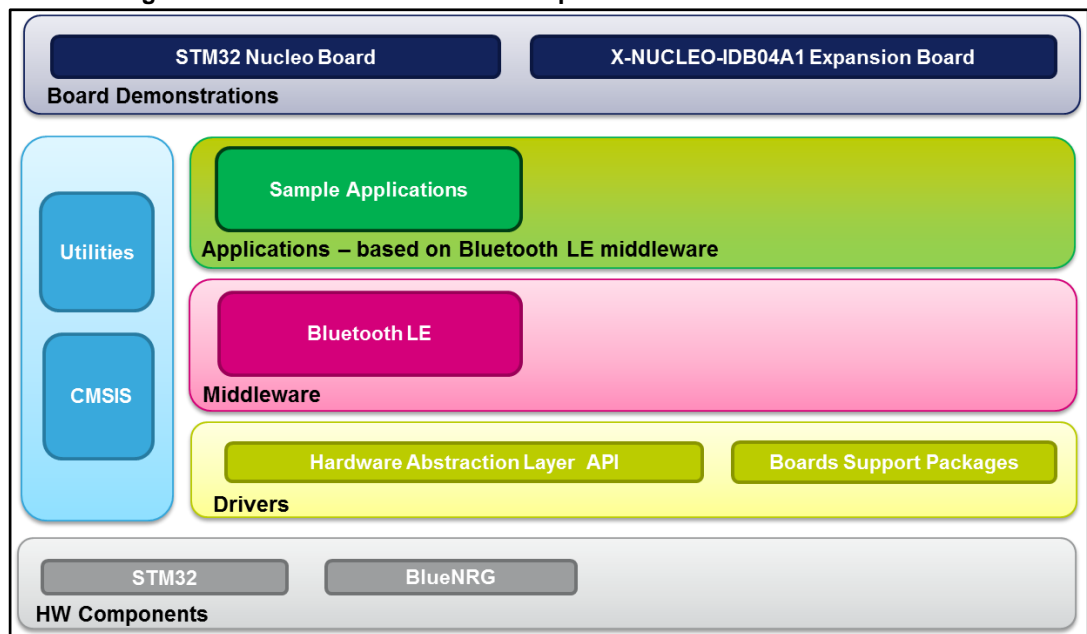 STM32 Nucleo Board
X-NUCLEO-IDB04A1 Expansion Board
Board Demonstrations
Utilities
CMSIS
Sample Applications
Applications – based on Bluetooth LE middleware
Bluetooth LE
Middleware
Hardware Abstraction Layer API
Boards Support Packages
Drivers
STM32
BlueNRG
HW Components